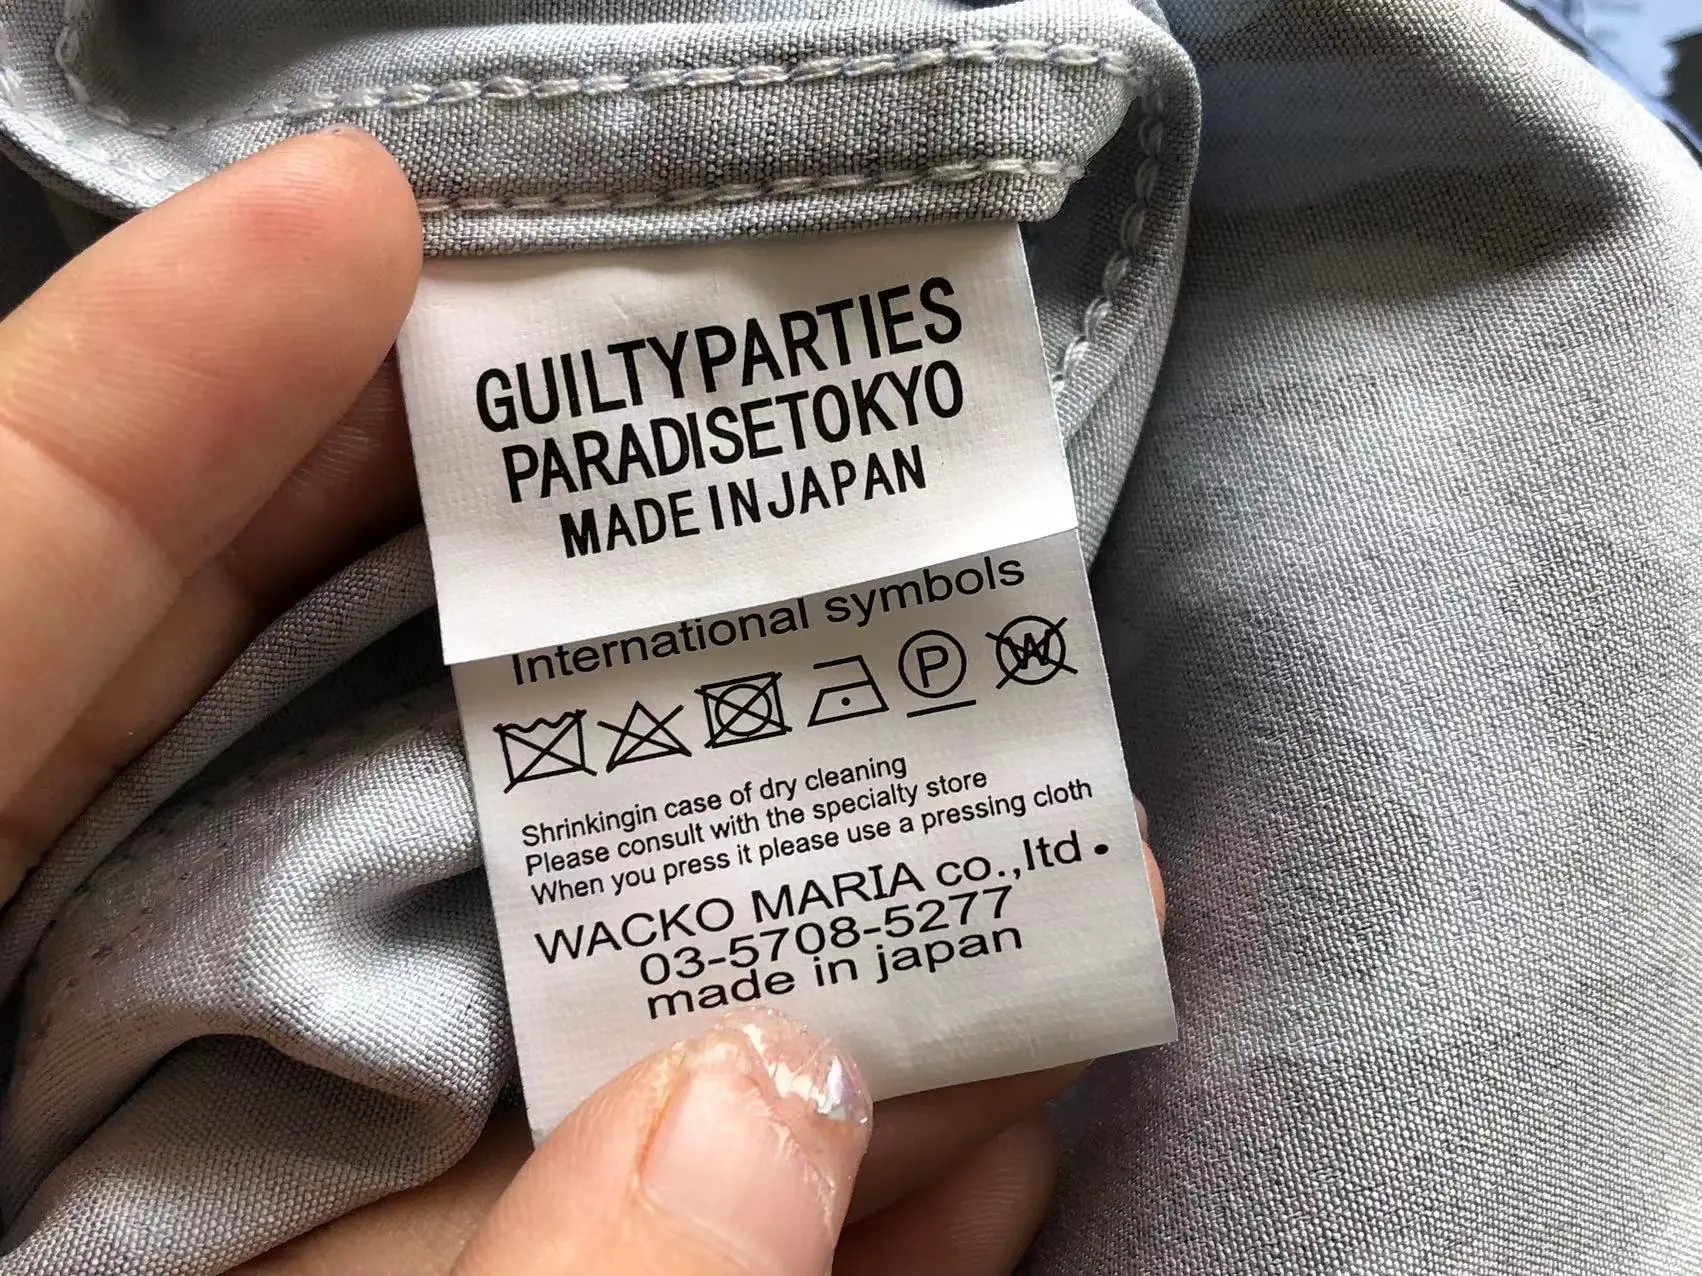 GUILTYPARTIES
PARADISETOKYO
MADE IN JAPAN
International symbols
P W
Shrinkingin case of dry cleaning
Please consult with the specialty store
When you press it please use a pressing cloth
WACKO MARIA co.,ltd.
03-5708-5277
made in japan